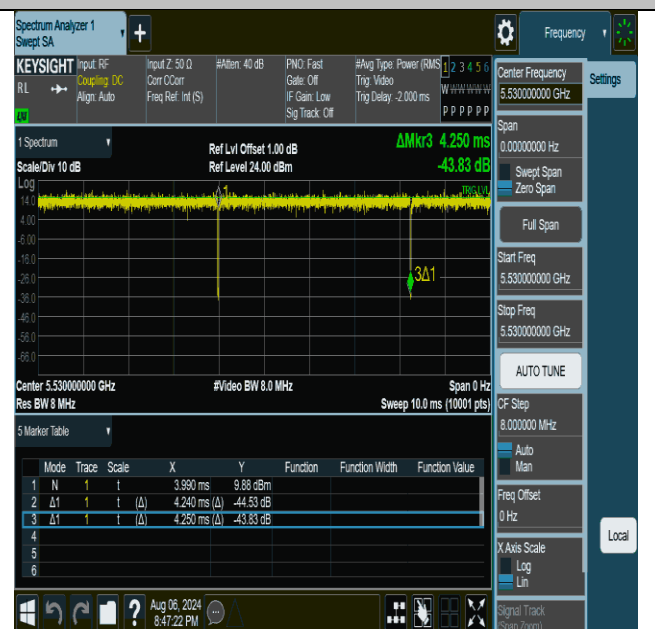 Spectrum Analyzer 1
Swept SA
+
Frequency
KEYSIGHT
RL
LXI
Input: RF
Coupling: DC
Align: Auto
Input Z: 50 Ω
Corr CCorr
Freq Ref: Int (S)
#Atten: 40 dB
PNO: Fast
Gate: Off
IF Gain: Low
Sig Track: Off
#Avg Type: Power (RMS
Trig: Video
Trig Delay: -2.000 ms
1 2 3 4 5 6
W W W W W W
P P P P P P
1 Spectrum
Scale/Div 10 dB
Ref Lvl Offset 1.00 dB
Ref Level 24.00 dBm
ΔMkr3 4.250 ms
-43.83 dB
Log
14.0
4.00
-6.00
-16.0
-26.0
-36.0
-46.0
-56.0
-66.0
1
TRIG LVL
3Δ1
Center 5.530000000 GHz
#Video BW 8.0 MHz
Span 0 Hz
Res BW 8 MHz
Sweep 10.0 ms (10001 pts)
5 Marker Table
Mode Trace Scale X Y Function Function Width Function Value
1 N 1 t 3.990 ms 9.88 dBm
2 Δ1 1 t (Δ) 4.240 ms (Δ) -44.53 dB
3 Δ1 1 t (Δ) 4.250 ms (Δ) -43.83 dB
4
5
6
?
Aug 06, 2024
8:47:22 PM
Center Frequency
5.530000000 GHz
Settings
Span
0.00000000 Hz
Swept Span
Zero Span
Full Span
Start Freq
5.530000000 GHz
Stop Freq
5.530000000 GHz
AUTO TUNE
CF Step
8.000000 MHz
Auto
Man
Freq Offset
0 Hz
X Axis Scale
Log
Lin
Local
Signal Track
(Span Zoom)